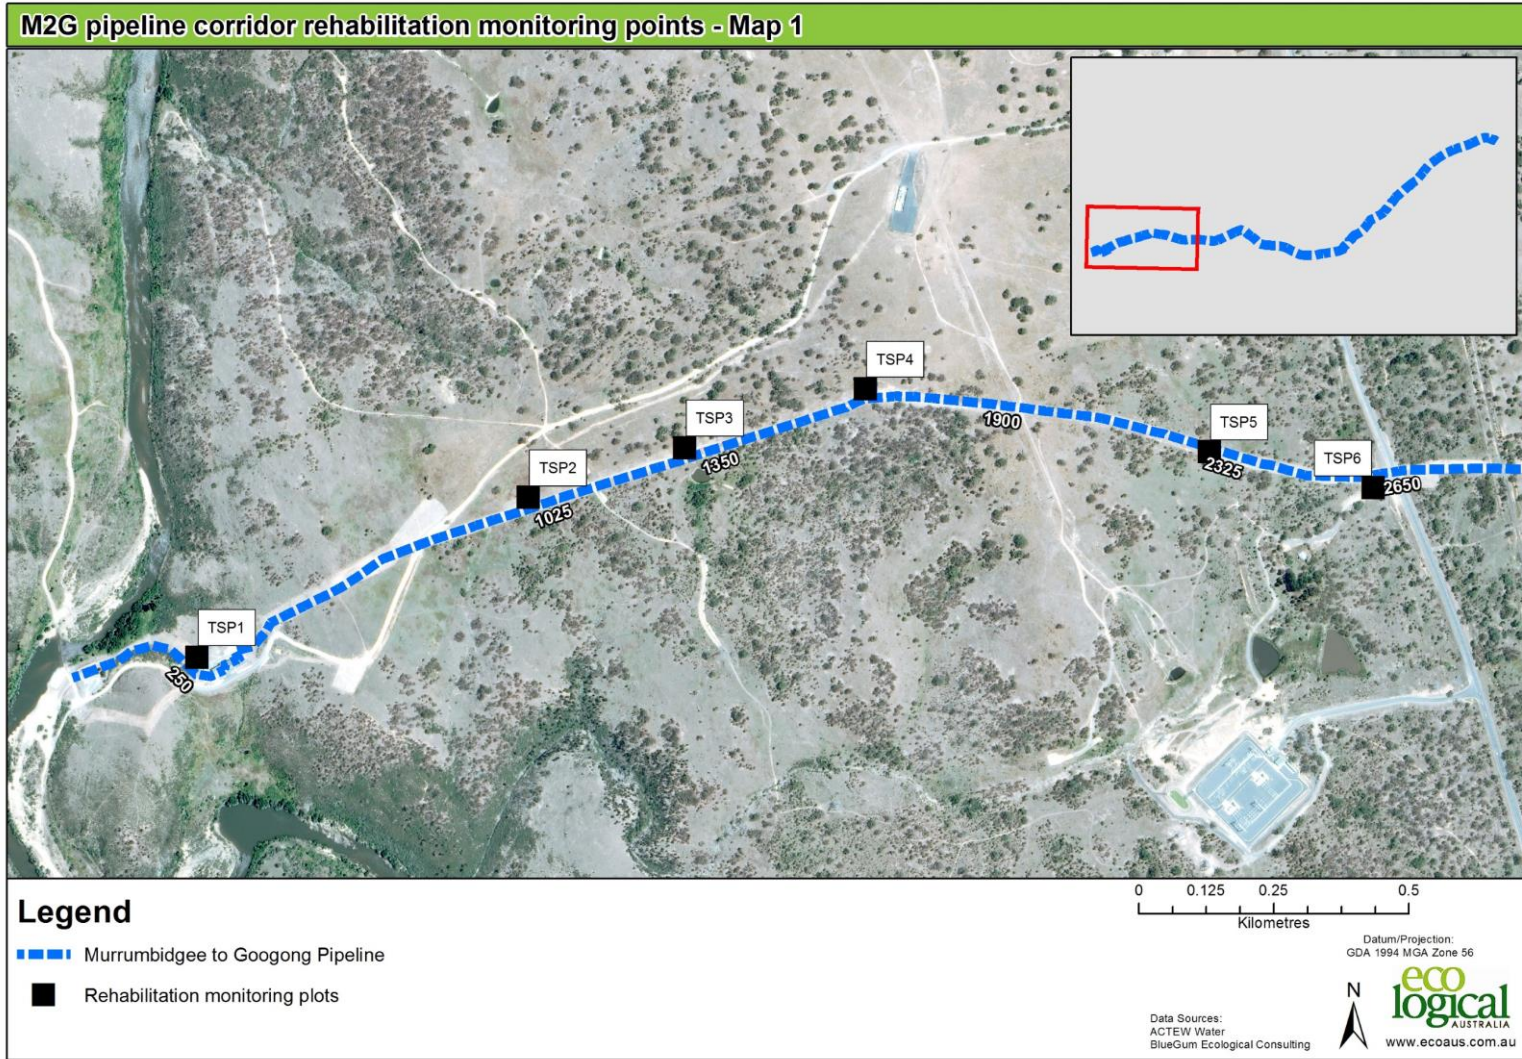 M2G pipeline corridor rehabilitation monitoring points - Map 1
TSP4
TSP3
1900
TSP5
1350
TSP2
TSP6
2325
2650
1025
TSP1
250
Legend
Murrumbidgee to Googong Pipeline
Rehabilitation monitoring plots
0 0.125 0.25 0.5
Kilometres
Datum/Projection:
GDA 1994 MGA Zone 56
N
eco
logical
AUSTRALIA
www.ecoaus.com.au
Data Sources:
ACTEW Water
BlueGum Ecological Consulting